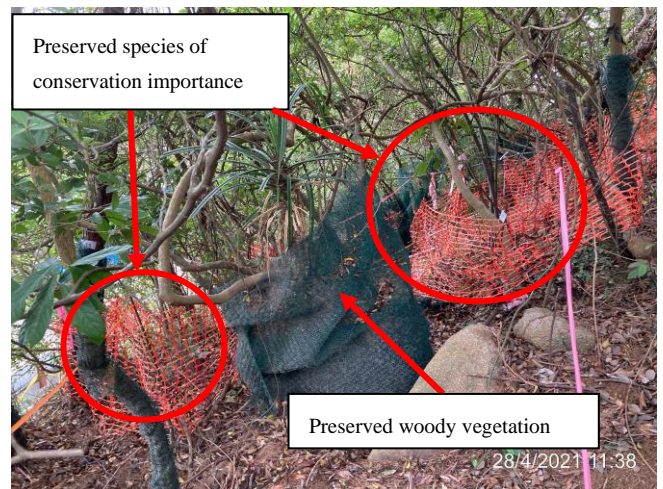 Preserved species of
conservation importance
Preserved woody vegetation
28/4/2021 11:38